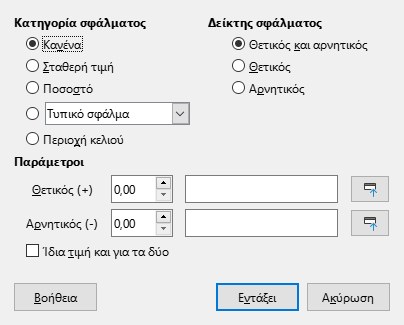 Κατηγορία σφάλματος
Κανένα
Σταθερή τιμή
Ποσοστό
Τυπικό σφάλμα
Περιοχή κελιού
Δείκτης σφάλματος
Θετικός και αρνητικός
Θετικός
Αρνητικός
Παράμετροι
Θετικός (+) 0,00
Αρνητικός (-) 0,00
Ίδια τιμή και για τα δύο
Βοήθεια Εντάξει Ακύρωση